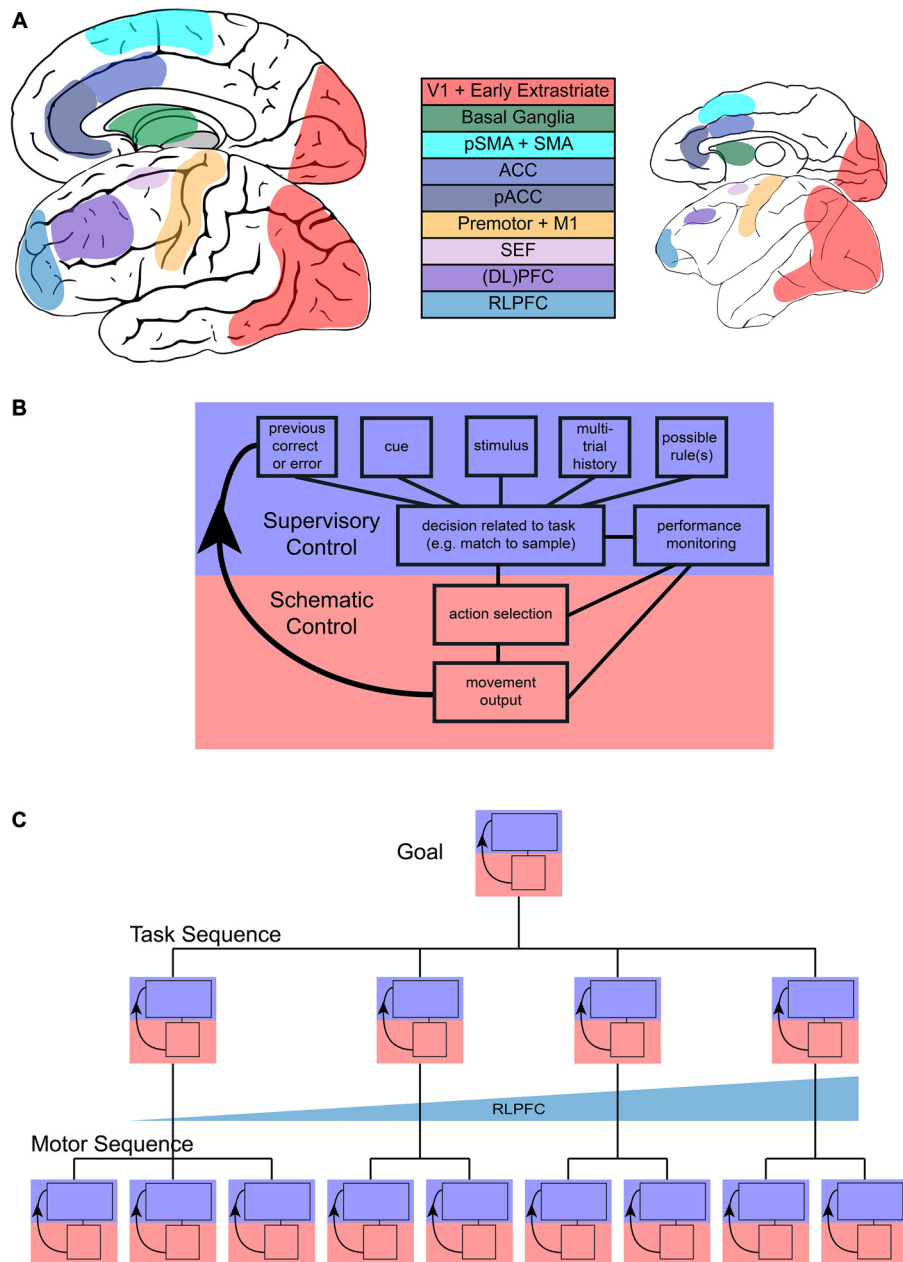 A
V1 + Early Extrastriate
Basal Ganglia
pSMA + SMA
ACC
pACC
Premotor + M1
SEF
(DL)PFC
RLPFC
B
previous
correct
or error
cue
stimulus
multi-
trial
history
possible
rule(s)
Supervisory
Control
decision related to task
(e.g. match to sample)
performance
monitoring
Schematic
Control
action selection
movement
output
C
Goal
Task Sequence
RLPFC
Motor Sequence